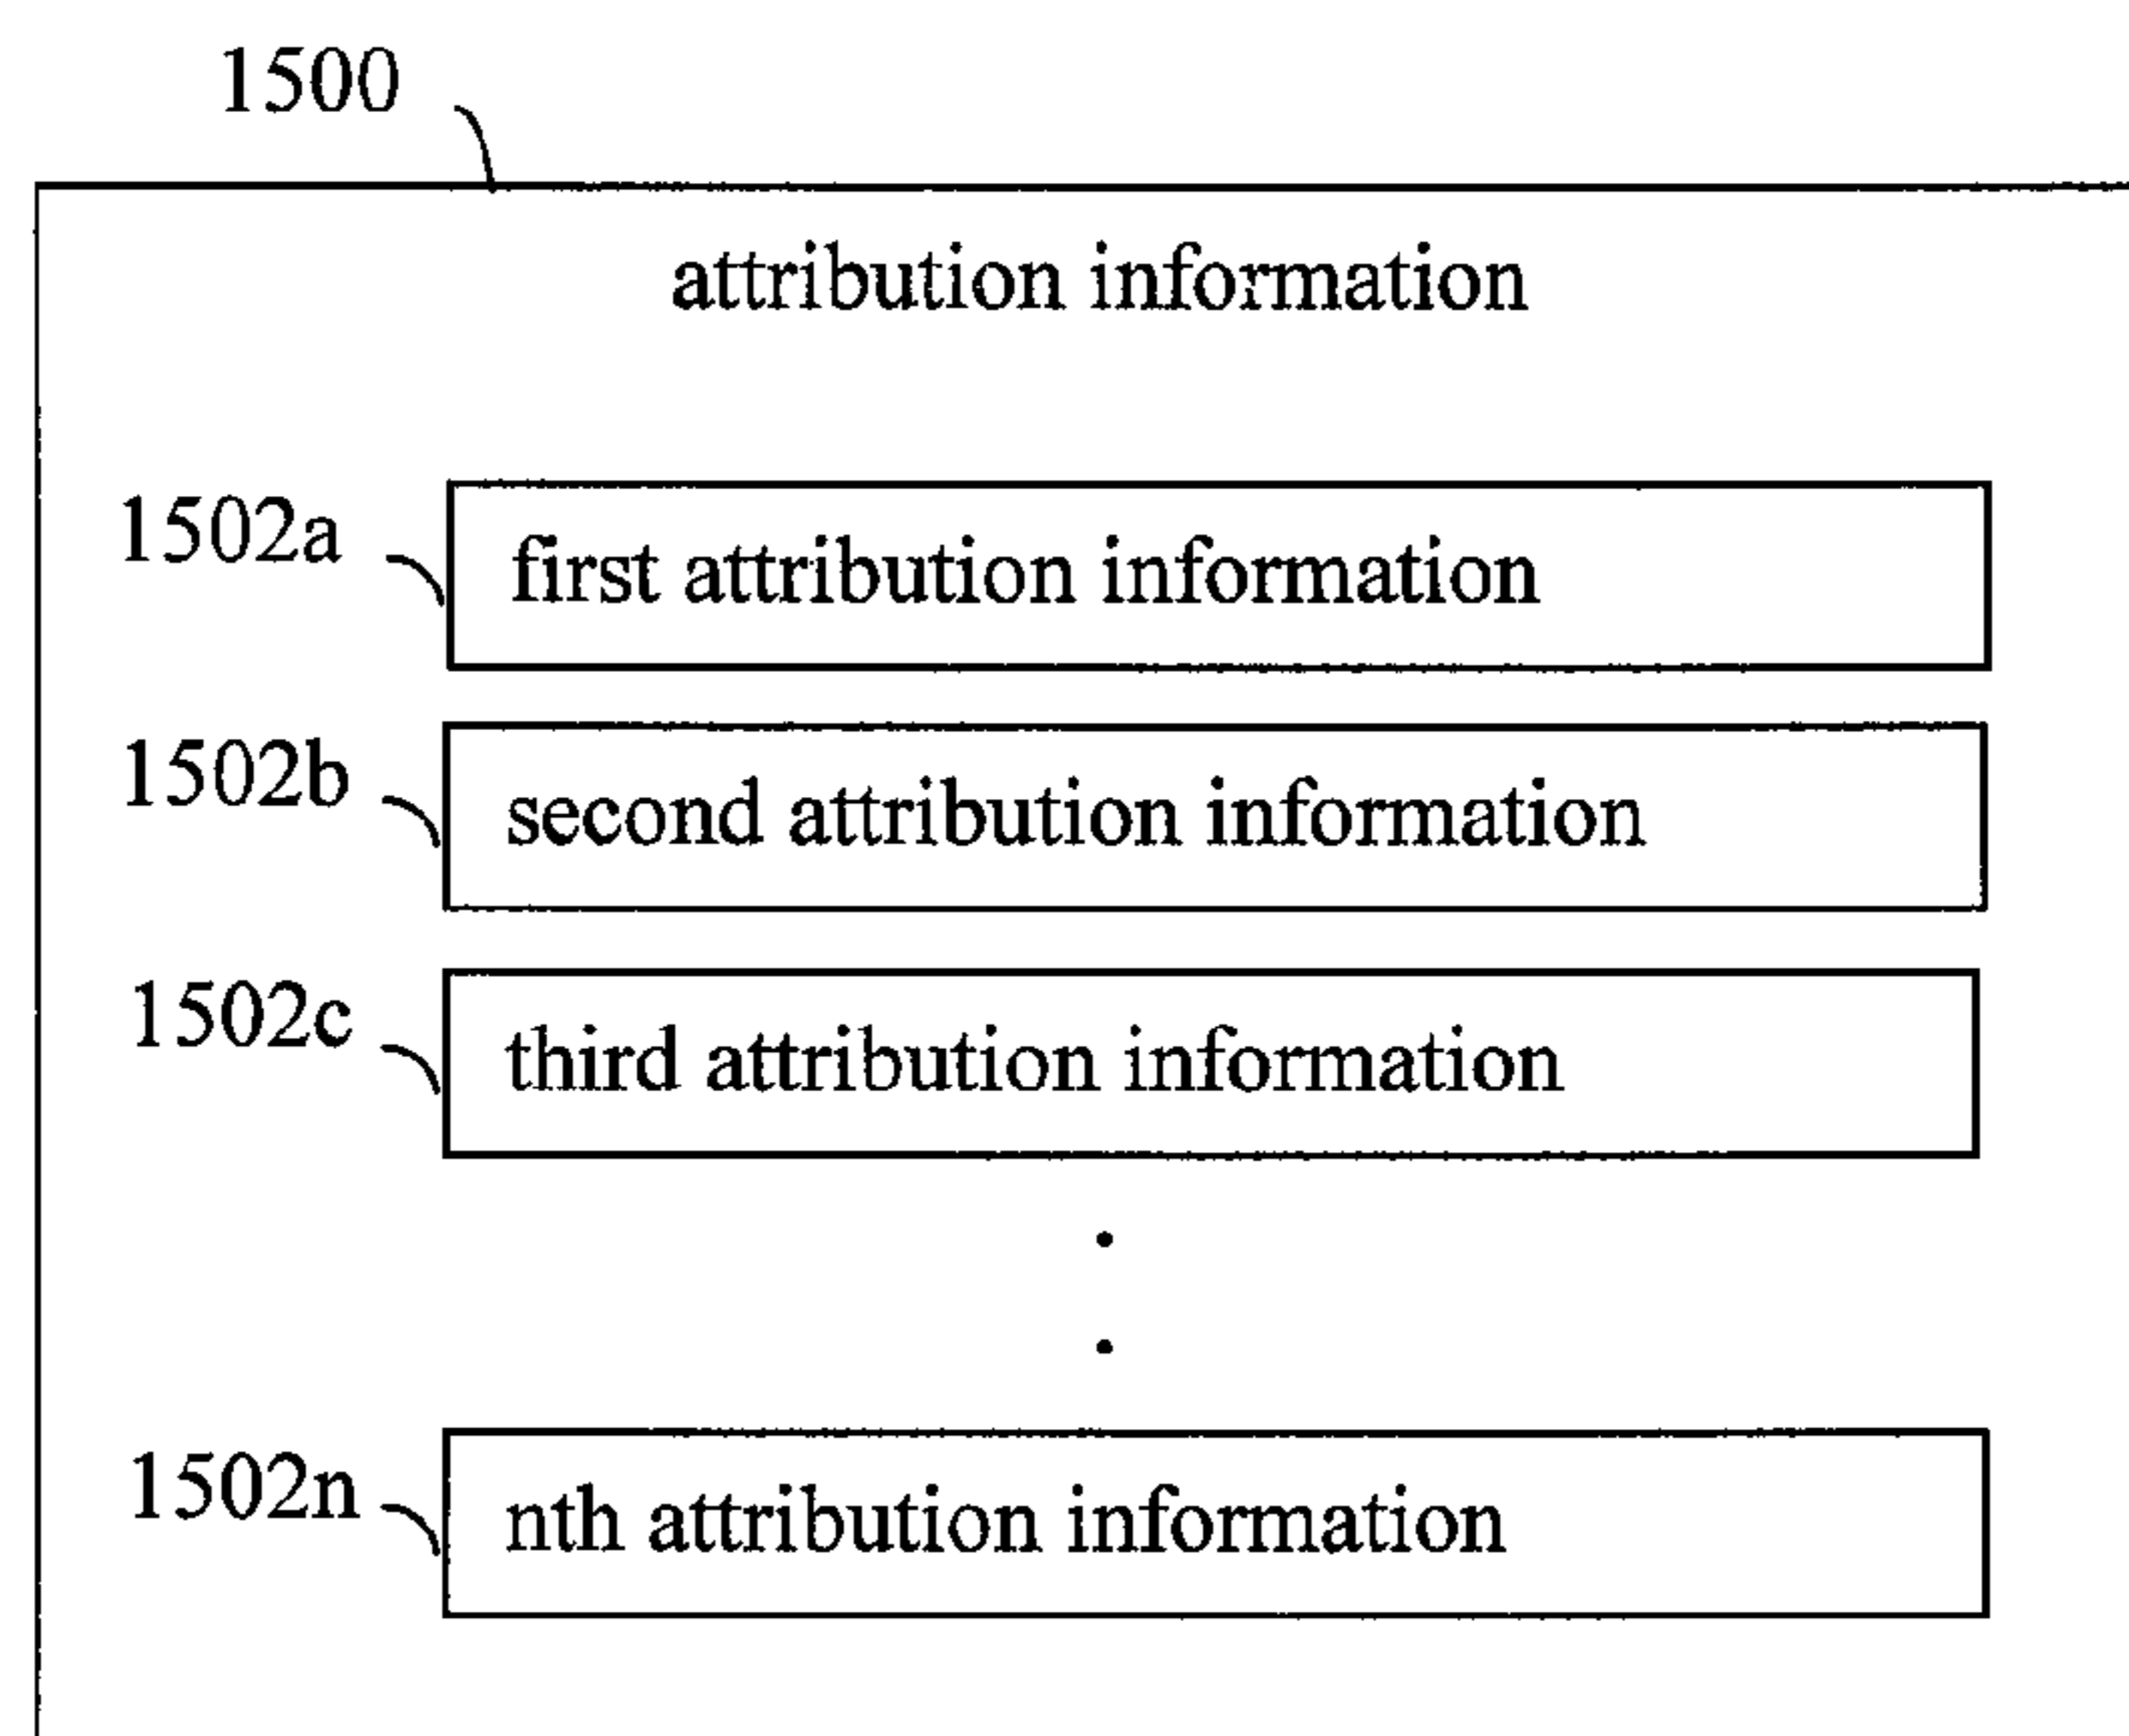 1500
attribution information
1502a
first attribution information
1502b
second attribution information
1502c
third attribution information
1502n
nth attribution information